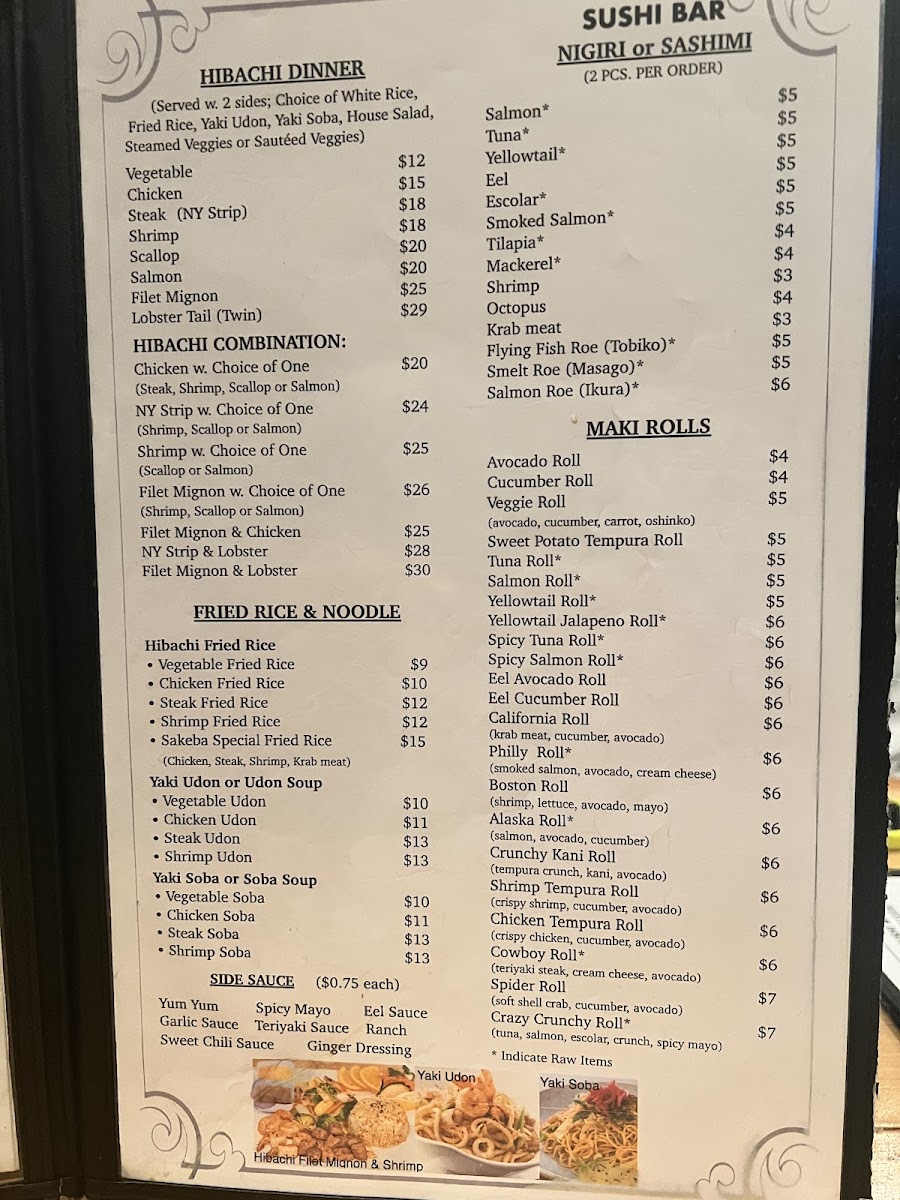 HIBACHI DINNER
(Served w. 2 sides; Choice of White Rice,
Fried Rice, Yaki Udon, Yaki Soba, House Salad,
Steamed Veggies or Sautéed Veggies)
Vegetable $12
Chicken $15
Steak (NY Strip) $18
Shrimp $18
Scallop $20
Salmon $20
Filet Mignon $25
Lobster Tail (Twin) $29
HIBACHI COMBINATION:
Chicken w. Choice of One $20
(Steak, Shrimp, Scallop or Salmon)
NY Strip w. Choice of One $24
(Shrimp, Scallop or Salmon)
Shrimp w. Choice of One $25
(Scallop or Salmon)
Filet Mignon w. Choice of One $26
(Shrimp, Scallop or Salmon)
Filet Mignon & Chicken $25
NY Strip & Lobster $28
Filet Mignon & Lobster $30
FRIED RICE & NOODLE
Hibachi Fried Rice
• Vegetable Fried Rice $9
• Chicken Fried Rice $10
• Steak Fried Rice $12
• Shrimp Fried Rice $12
• Sakeba Special Fried Rice $15
(Chicken, Steak, Shrimp, Krab meat)
Yaki Udon or Udon Soup
• Vegetable Udon $10
• Chicken Udon $11
• Steak Udon $13
• Shrimp Udon $13
Yaki Soba or Soba Soup
• Vegetable Soba $10
• Chicken Soba $11
• Steak Soba $13
• Shrimp Soba $13
SIDE SAUCE ($0.75 each)
Yum Yum Spicy Mayo Eel Sauce
Garlic Sauce Teriyaki Sauce Ranch
Sweet Chili Sauce Ginger Dressing
SUSHI BAR
NIGIRI or SASHIMI
(2 PCS. PER ORDER)
Salmon* $5
Tuna* $5
Yellowtail* $5
Eel $5
Escolar* $5
Smoked Salmon* $5
Tilapia* $4
Mackerel* $4
Shrimp $3
Octopus $4
Krab meat $3
Flying Fish Roe (Tobiko)* $5
Smelt Roe (Masago)* $5
Salmon Roe (Ikura)* $6
MAKI ROLLS
Avocado Roll $4
Cucumber Roll $4
Veggie Roll $5
(avocado, cucumber, carrot, oshinko)
Sweet Potato Tempura Roll $5
Tuna Roll* $5
Salmon Roll* $5
Yellowtail Roll* $5
Yellowtail Jalapeno Roll* $6
Spicy Tuna Roll* $6
Spicy Salmon Roll* $6
Eel Avocado Roll $6
Eel Cucumber Roll $6
California Roll $6
(krab meat, cucumber, avocado)
Philly Roll* $6
(smoked salmon, avocado, cream cheese)
Boston Roll $6
(shrimp, lettuce, avocado, mayo)
Alaska Roll* $6
(salmon, avocado, cucumber)
Crunchy Kani Roll $6
(tempura crunch, kani, avocado)
Shrimp Tempura Roll $6
(crispy shrimp, cucumber, avocado)
Chicken Tempura Roll $6
(crispy chicken, cucumber, avocado)
Cowboy Roll* $6
(teriyaki steak, cream cheese, avocado)
Spider Roll $7
(soft shell crab, cucumber, avocado)
Crazy Crunchy Roll* $7
(tuna, salmon, escolar, crunch, spicy mayo)
* Indicate Raw Items
Yaki Udon
Yaki Soba
Hibachi Filet Mignon & Shrimp